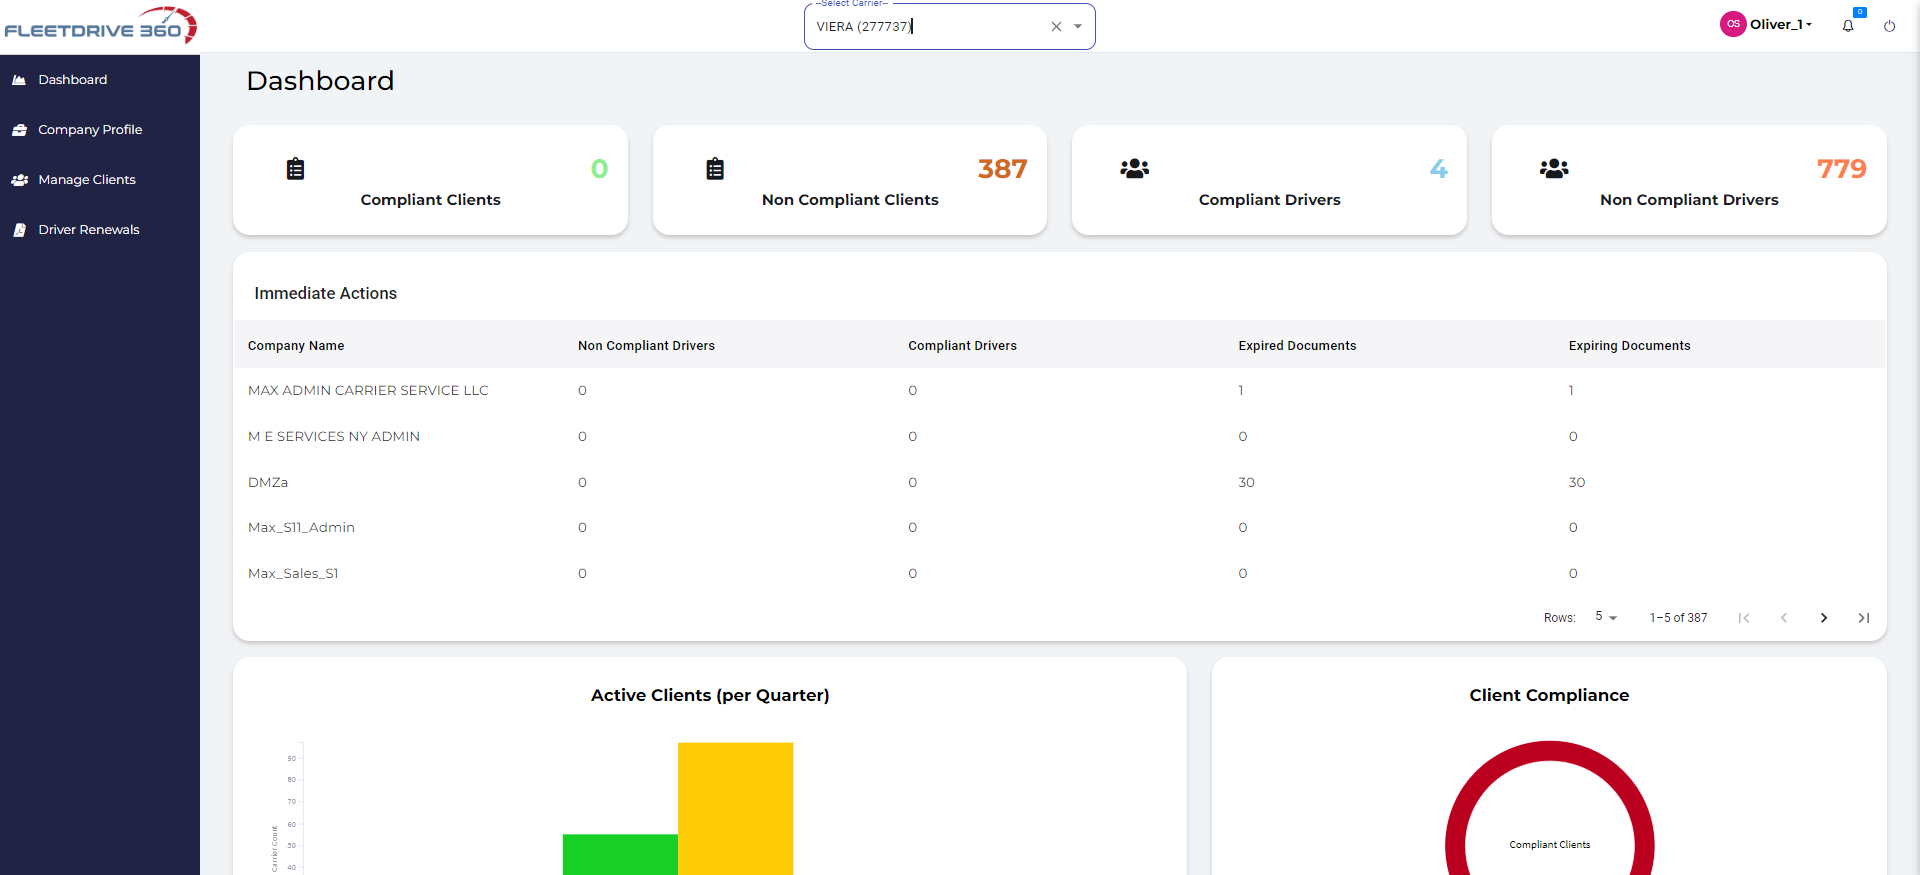 FLEETDRIVE 360
--Select Carrier--
VIERA (277737)
OS Oliver_1
0
Dashboard
Company Profile
Manage Clients
Driver Renewals
Dashboard
0
Compliant Clients
387
Non Compliant Clients
4
Compliant Drivers
779
Non Compliant Drivers
Immediate Actions
Company Name Non Compliant Drivers Compliant Drivers Expired Documents Expiring Documents
MAX ADMIN CARRIER SERVICE LLC 0 0 1 1
M E SERVICES NY ADMIN 0 0 0 0
DMZa 0 0 30 30
Max_S11_Admin 0 0 0 0
Max_Sales_S1 0 0 0 0
Rows: 5 1–5 of 387
Active Clients (per Quarter)
90
80
70
60
50
40
Carrier Count
Client Compliance
Compliant Clients